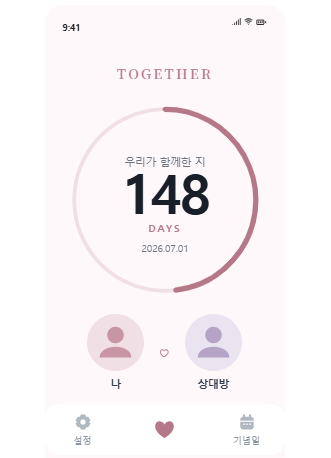 9:41
TOGETHER
우리가 함께한 지
148
DAYS
2026.07.01
나
상대방
설정
기념일